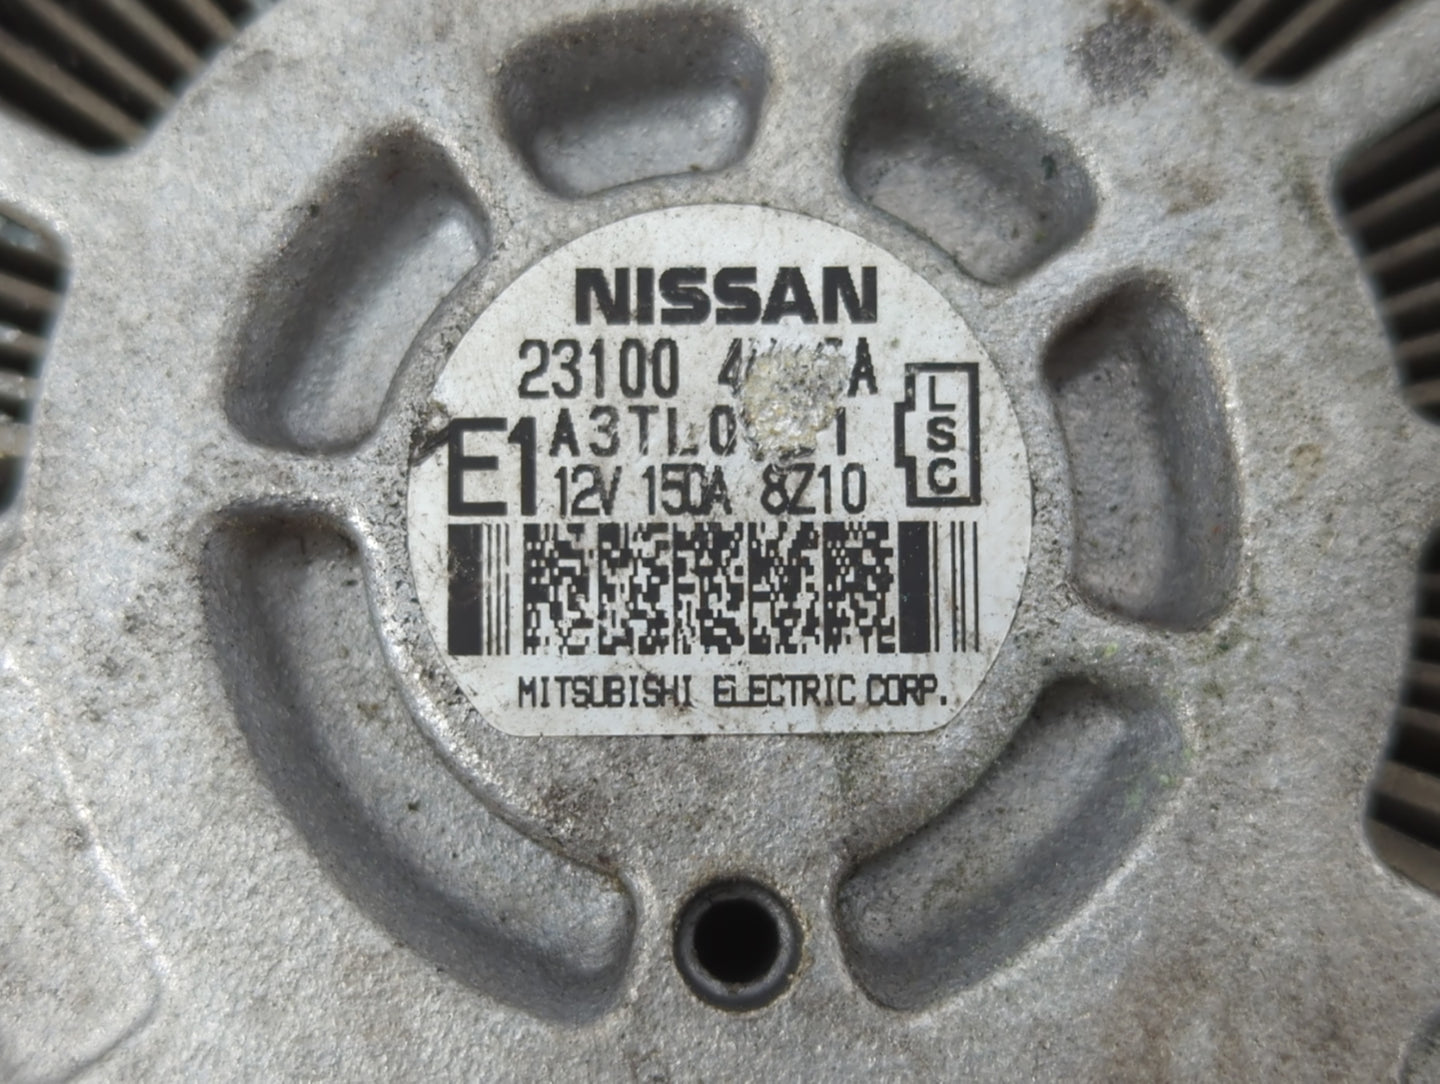 NISSAN
23100
E1
12V 150A 8Z10
L
S
C
MITSUBISHI ELECTRIC CORP.